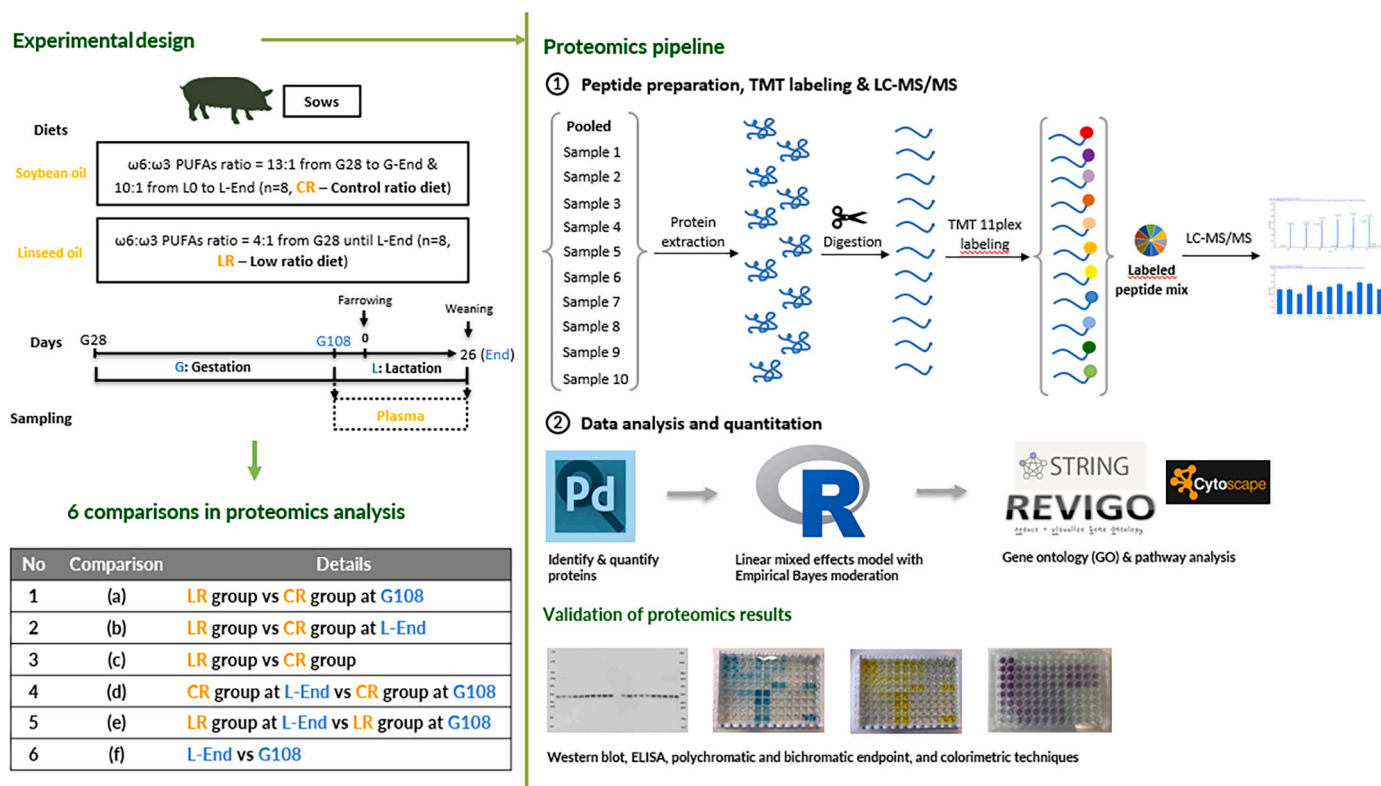 Experimental design
Sows
Diets
Soybean oil
ω6:ω3 PUFAs ratio = 13:1 from G28 to G-End &
10:1 from L0 to L-End (n=8, CR – Control ratio diet)
Linseed oil
ω6:ω3 PUFAs ratio = 4:1 from G28 until L-End (n=8,
LR – Low ratio diet)
Farrowing
Weaning
Days
G28
G108
0
26 (End)
G: Gestation
L: Lactation
Sampling
Plasma
6 comparisons in proteomics analysis
No Comparison Details
1 (a) LR group vs CR group at G108
2 (b) LR group vs CR group at L-End
3 (c) LR group vs CR group
4 (d) CR group at L-End vs CR group at G108
5 (e) LR group at L-End vs LR group at G108
6 (f) L-End vs G108
Proteomics pipeline
1 Peptide preparation, TMT labeling & LC-MS/MS
Pooled
Sample 1
Sample 2
Sample 3
Sample 4
Sample 5
Sample 6
Sample 7
Sample 8
Sample 9
Sample 10
Protein
extraction
Digestion
TMT 11plex
labeling
Labeled
peptide mix
LC-MS/MS
2 Data analysis and quantitation
Pd
R
STRING
REVIGO
reduce + visualize Gene Ontology
Cytoscape
Identify & quantify
proteins
Linear mixed effects model with
Empirical Bayes moderation
Gene ontology (GO) & pathway analysis
Validation of proteomics results
Western blot, ELISA, polychromatic and bichromatic endpoint, and colorimetric techniques